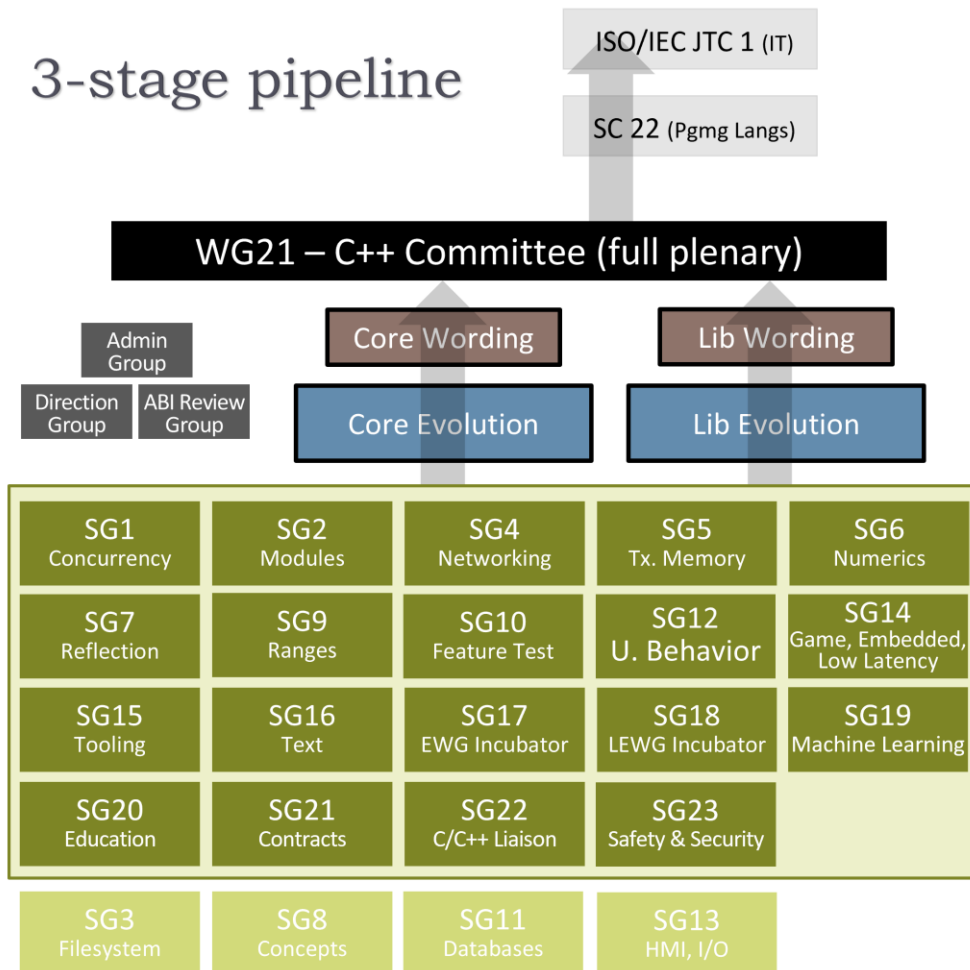 3-stage pipeline
ISO/IEC JTC 1 (IT)
SC 22 (Pgmg Langs)
WG21 – C++ Committee (full plenary)
Admin
Group
Direction
Group
ABI Review
Group
Core Wording
Lib Wording
Core Evolution
Lib Evolution
SG1
Concurrency
SG2
Modules
SG4
Networking
SG5
Tx. Memory
SG6
Numerics
SG7
Reflection
SG9
Ranges
SG10
Feature Test
SG12
U. Behavior
SG14
Game, Embedded,
Low Latency
SG15
Tooling
SG16
Text
SG17
EWG Incubator
SG18
LEWG Incubator
SG19
Machine Learning
SG20
Education
SG21
Contracts
SG22
C/C++ Liaison
SG23
Safety & Security
SG3
Filesystem
SG8
Concepts
SG11
Databases
SG13
HMI, I/O